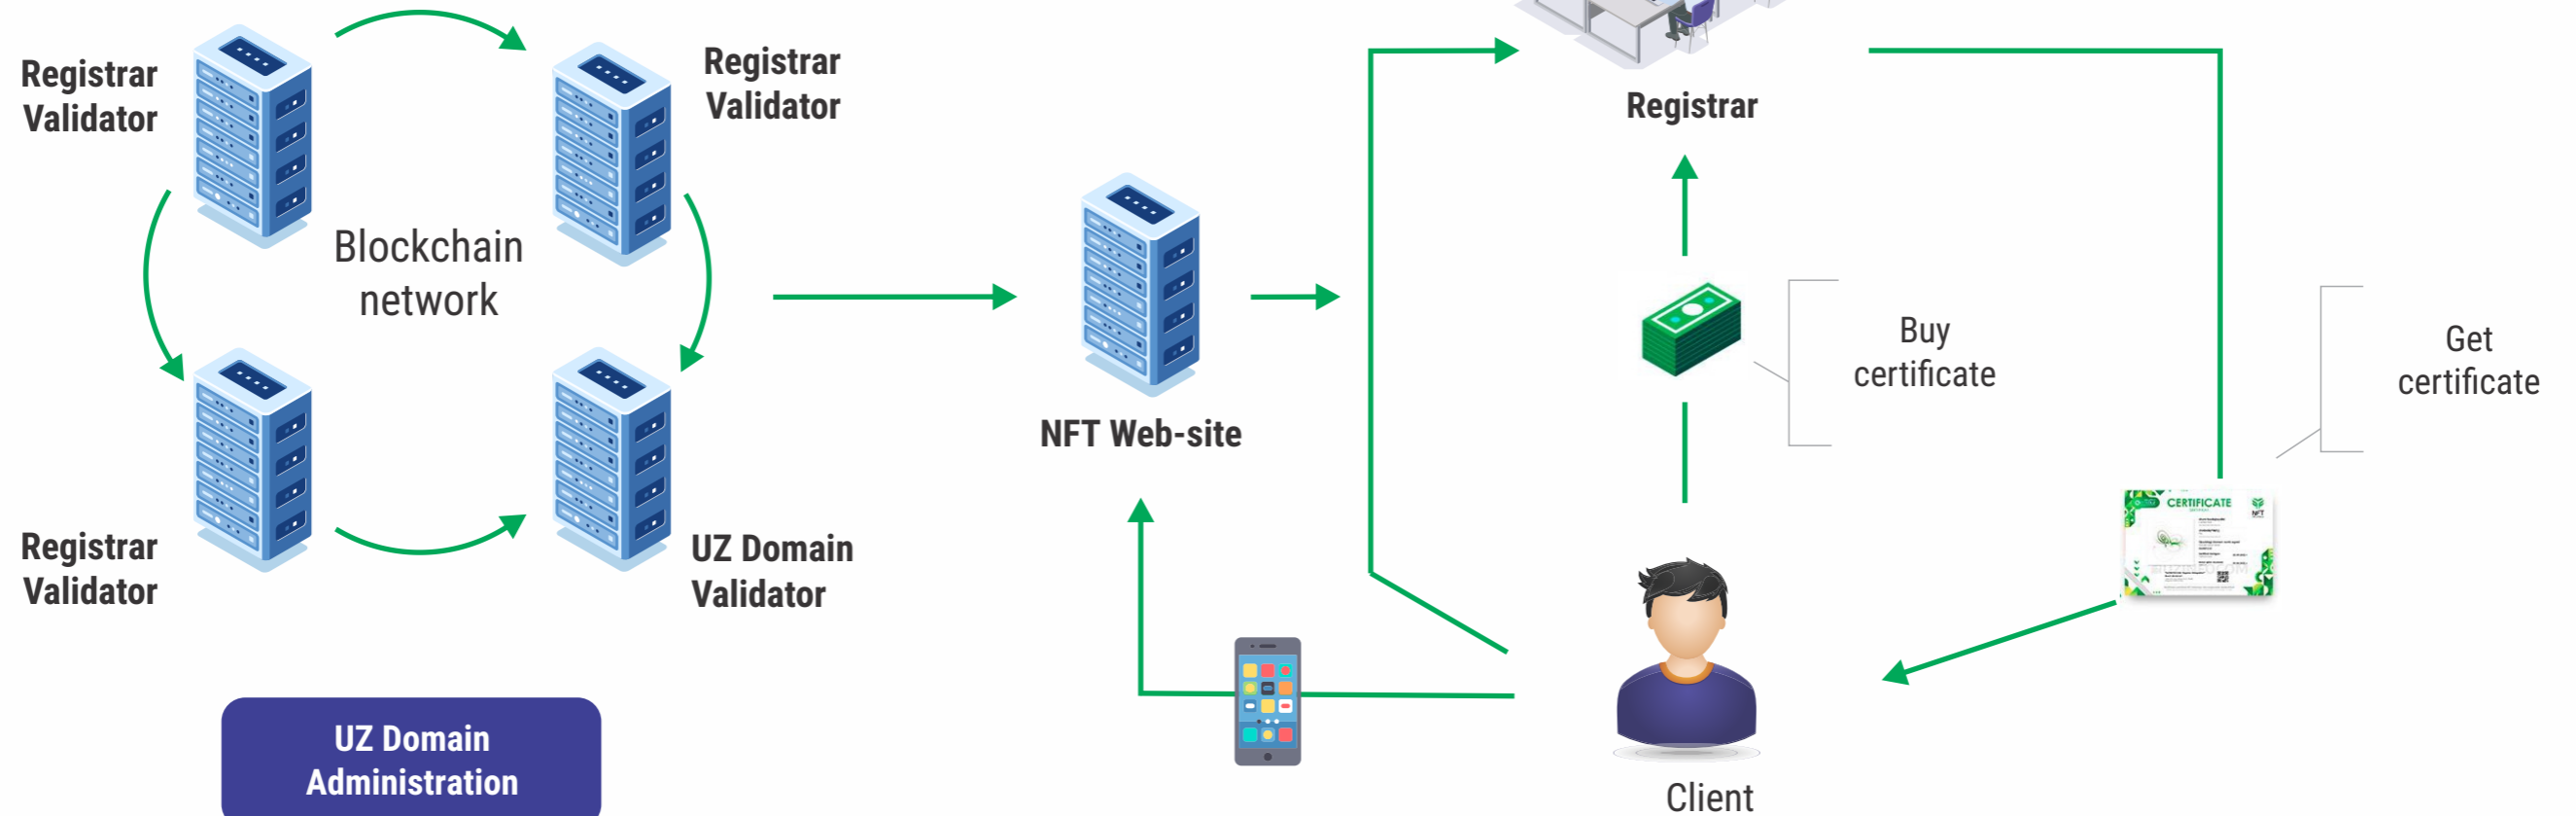 Registrar
Validator
Registrar
Validator
Registrar
Blockchain
network
Buy
certificate
Get
certificate
NFT Web-site
CERTIFICATE
NFT
Registrar
Validator
UZ Domain
Validator
UZ Domain
Administration
Client